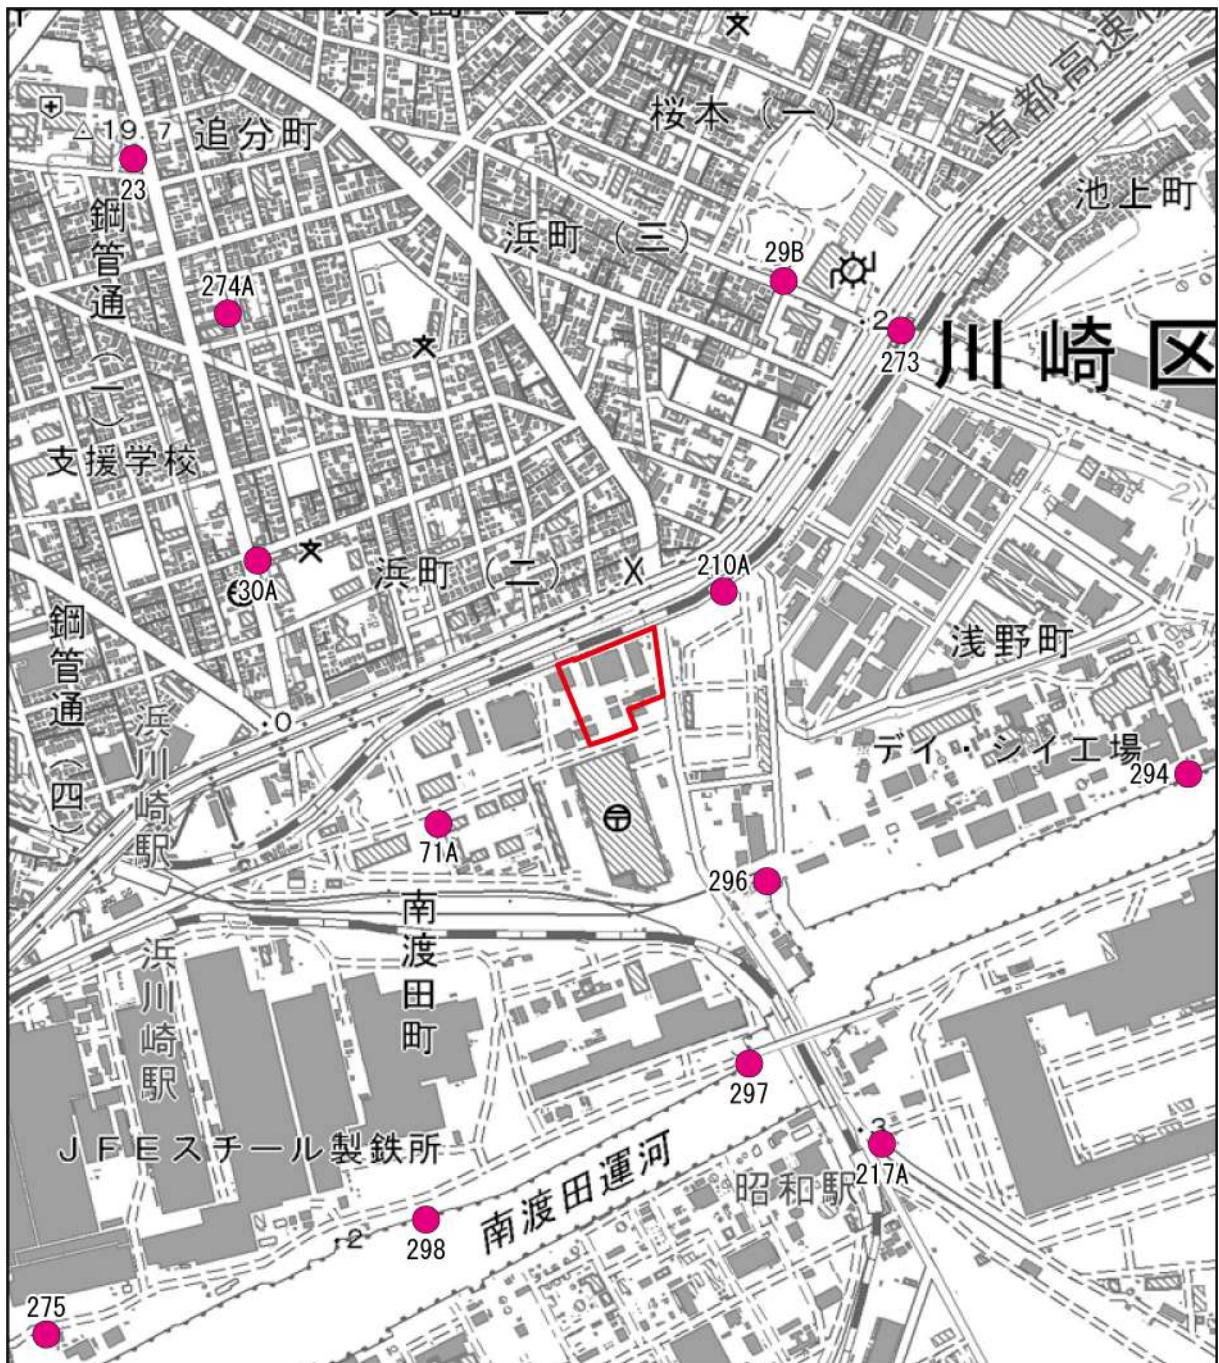 桜本(一)
首都高速
19.7
追分町
23
池上町
鋼管通(一)
浜町(三)
29B
274A
2
273
川崎区
支援学校
30A
浜町(二)
210A
鋼管通(四)
浅野町
浜川崎駅
0
デイ・シイ工場
294
71A
296
南渡田町
浜川崎駅
297
JFEスチール製鉄所
3
217A
昭和駅
南渡田運河
298
2
275